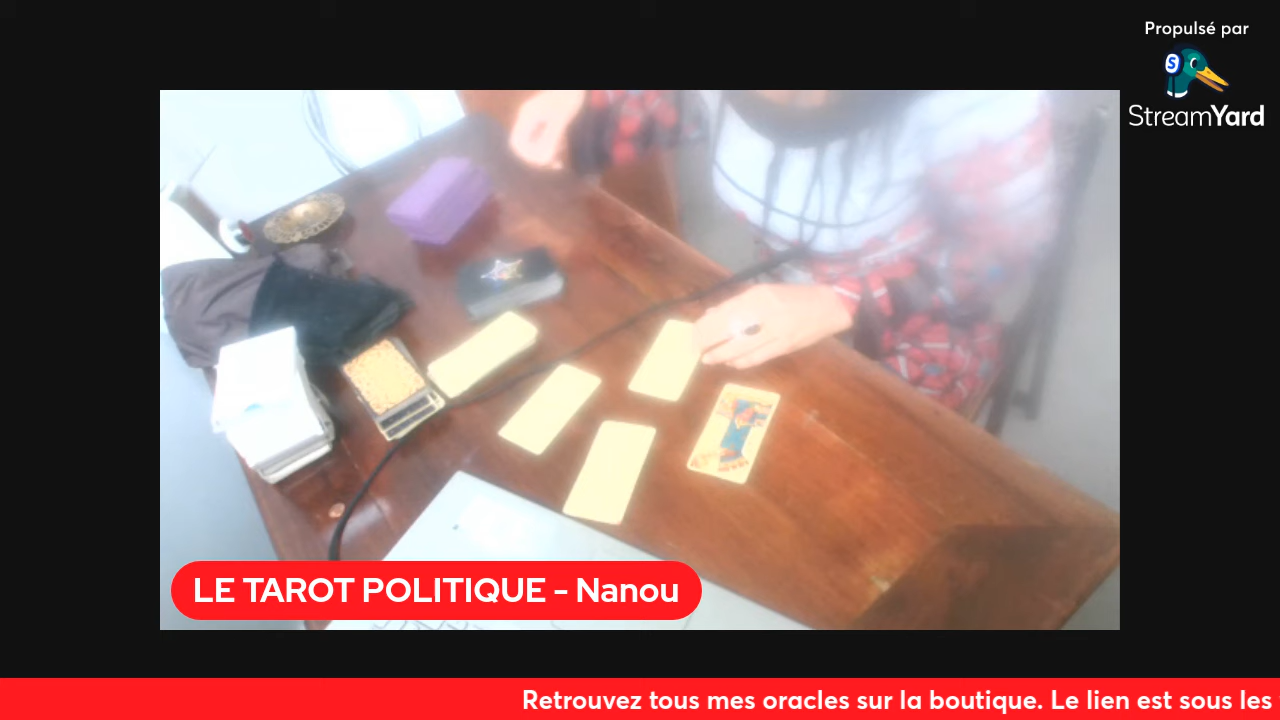 Propulsé par
S
StreamYard
LE TAROT POLITIQUE - Nanou
Retrouvez tous mes oracles sur la boutique. Le lien est sous les